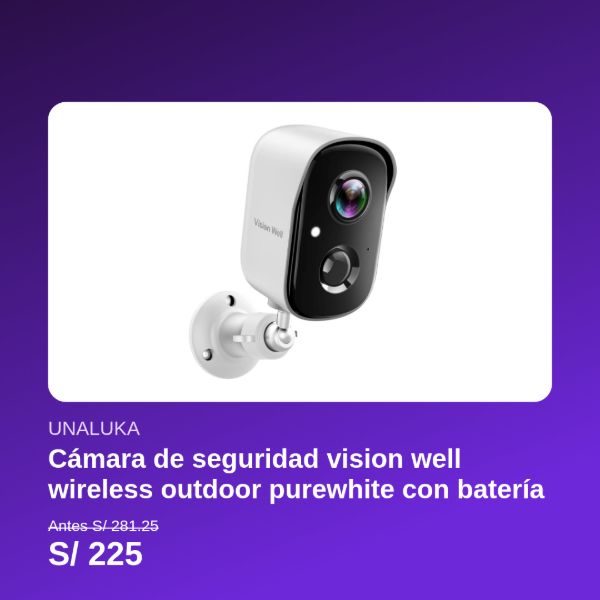 Vision Well
UNALUKA
Cámara de seguridad vision well
wireless outdoor purewhite con batería
Antes S/ 281.25
S/ 225